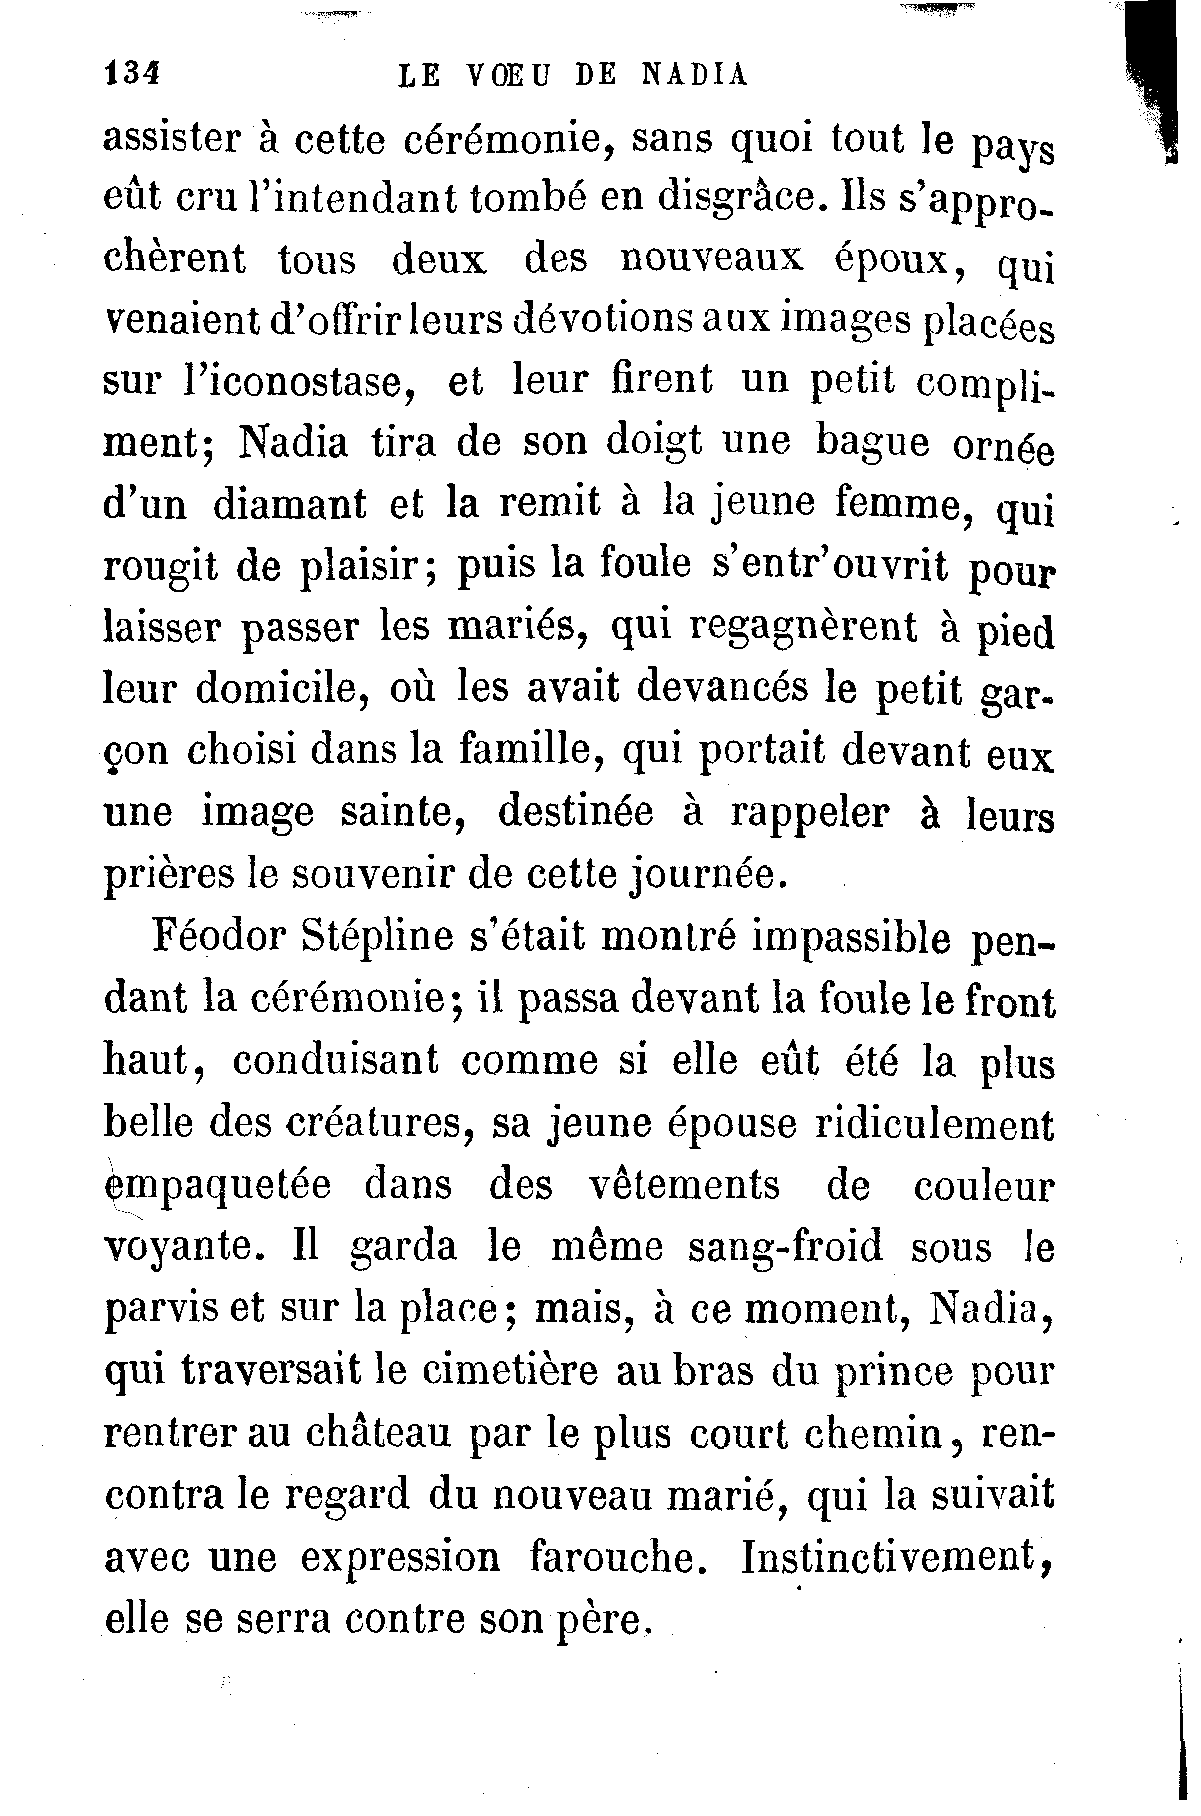 134 LE VŒU DE NADIA
assister à cette cérémonie, sans quoi tout le pays
eût cru l'intendant tombé en disgrâce. Ils s'appro-
chèrent tous deux des nouveaux époux, qui
venaient d'offrir leurs dévotions aux images placées
sur l'iconostase, et leur firent un petit compli-
ment; Nadia tira de son doigt une bague ornée
d'un diamant et la remit à la jeune femme, qui
rougit de plaisir; puis la foule s'entr'ouvrit pour
laisser passer les mariés, qui regagnèrent à pied
leur domicile, où les avait devancés le petit gar-
çon choisi dans la famille, qui portait devant eux
une image sainte, destinée à rappeler à leurs
prières le souvenir de cette journée.
Féodor Stépline s'était montré impassible pen-
dant la cérémonie; il passa devant la foule le front
haut, conduisant comme si elle eût été la plus
belle des créatures, sa jeune épouse ridiculement
empaquetée dans des vêtements de couleur
voyante. Il garda le même sang-froid sous le
parvis et sur la place; mais, à ce moment, Nadia,
qui traversait le cimetière au bras du prince pour
rentrer au château par le plus court chemin, ren-
contra le regard du nouveau marié, qui la suivait
avec une expression farouche. Instinctivement,
elle se serra contre son père.